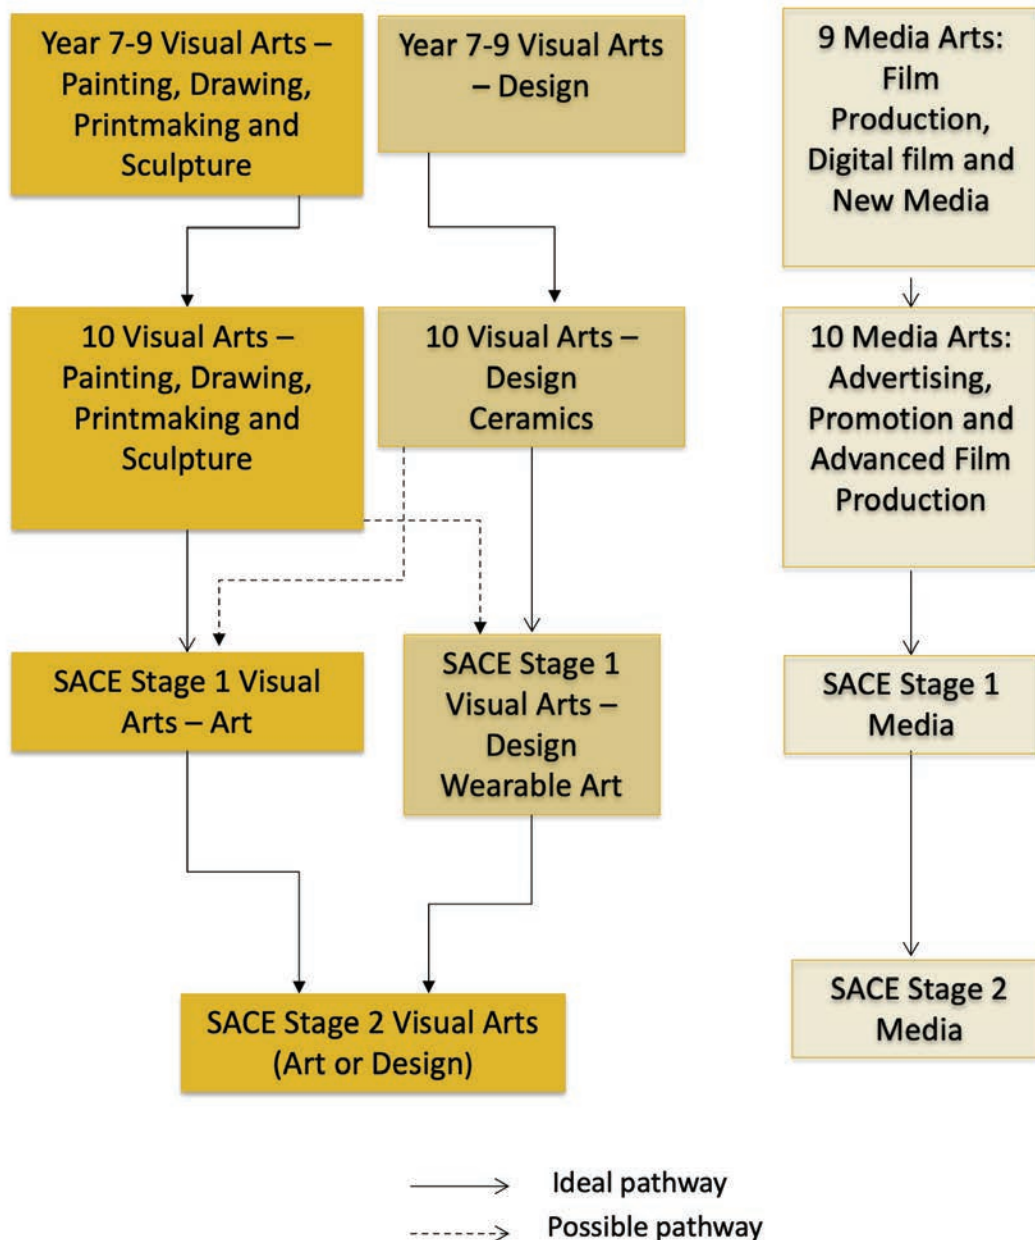 Year 7-9 Visual Arts –
Painting, Drawing,
Printmaking and
Sculpture
Year 7-9 Visual Arts
– Design
9 Media Arts:
Film
Production,
Digital film and
New Media
10 Visual Arts –
Painting, Drawing,
Printmaking and
Sculpture
10 Visual Arts –
Design
Ceramics
10 Media Arts:
Advertising,
Promotion and
Advanced Film
Production
SACE Stage 1 Visual
Arts – Art
SACE Stage 1
Visual Arts –
Design
Wearable Art
SACE Stage 1
Media
SACE Stage 2 Visual Arts
(Art or Design)
SACE Stage 2
Media
Ideal pathway
Possible pathway